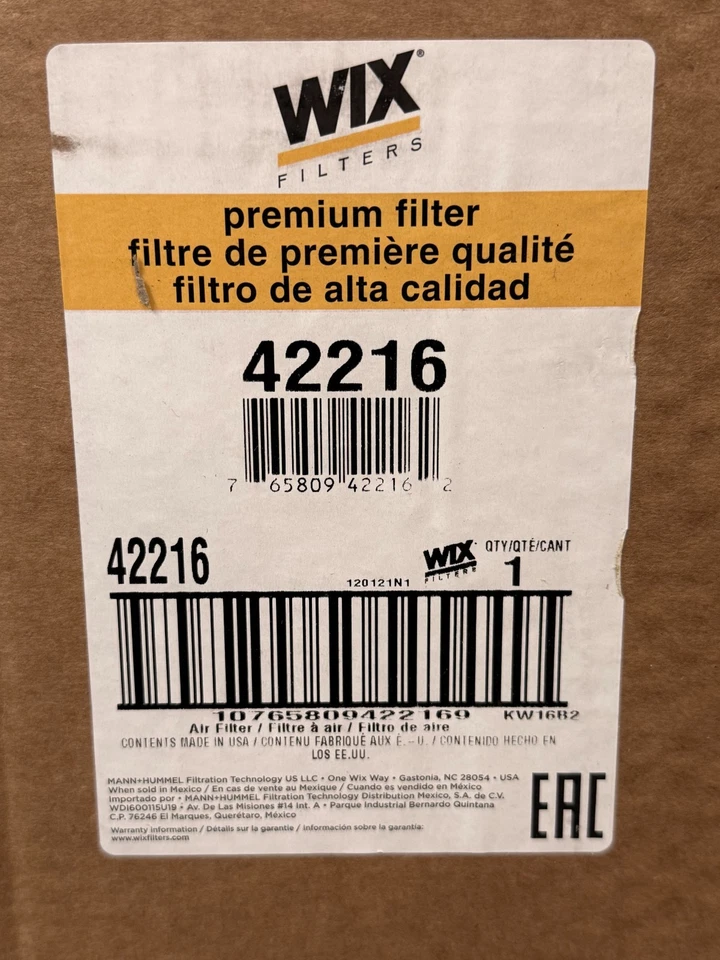 WIX®
FILTERS
premium filter
filtre de première qualité
filtro de alta calidad
42216
7 65809 42216 2
42216
120121N1
WIX
FILTERS
QTY/QTÉ/CANT
1
10765809422169
KW16B2
Air Filter / Filtre à air / Filtro de aire
CONTENTS MADE IN USA / CONTENU FABRIQUÉ AUX É.-U. / CONTENIDO HECHO EN
LOS EE.UU.
MANN+HUMMEL Filtration Technology US LLC • One Wix Way • Gastonia, NC 28054 • USA
When sold in Mexico / En cas de vente au Mexique / Cuando es vendido en México
Importado por • MANN+HUMMEL Filtration Technology Distribution Mexico, S.A. de C.V.
WDI600115U19 • Av. De Las Misiones #14 Int. A • Parque Industrial Bernardo Quintana
C.P. 76246 El Marques, Querétaro, México
Warranty information / Détails sur la garantie / Información sobre la garantía:
www.wixfilters.com
EAC